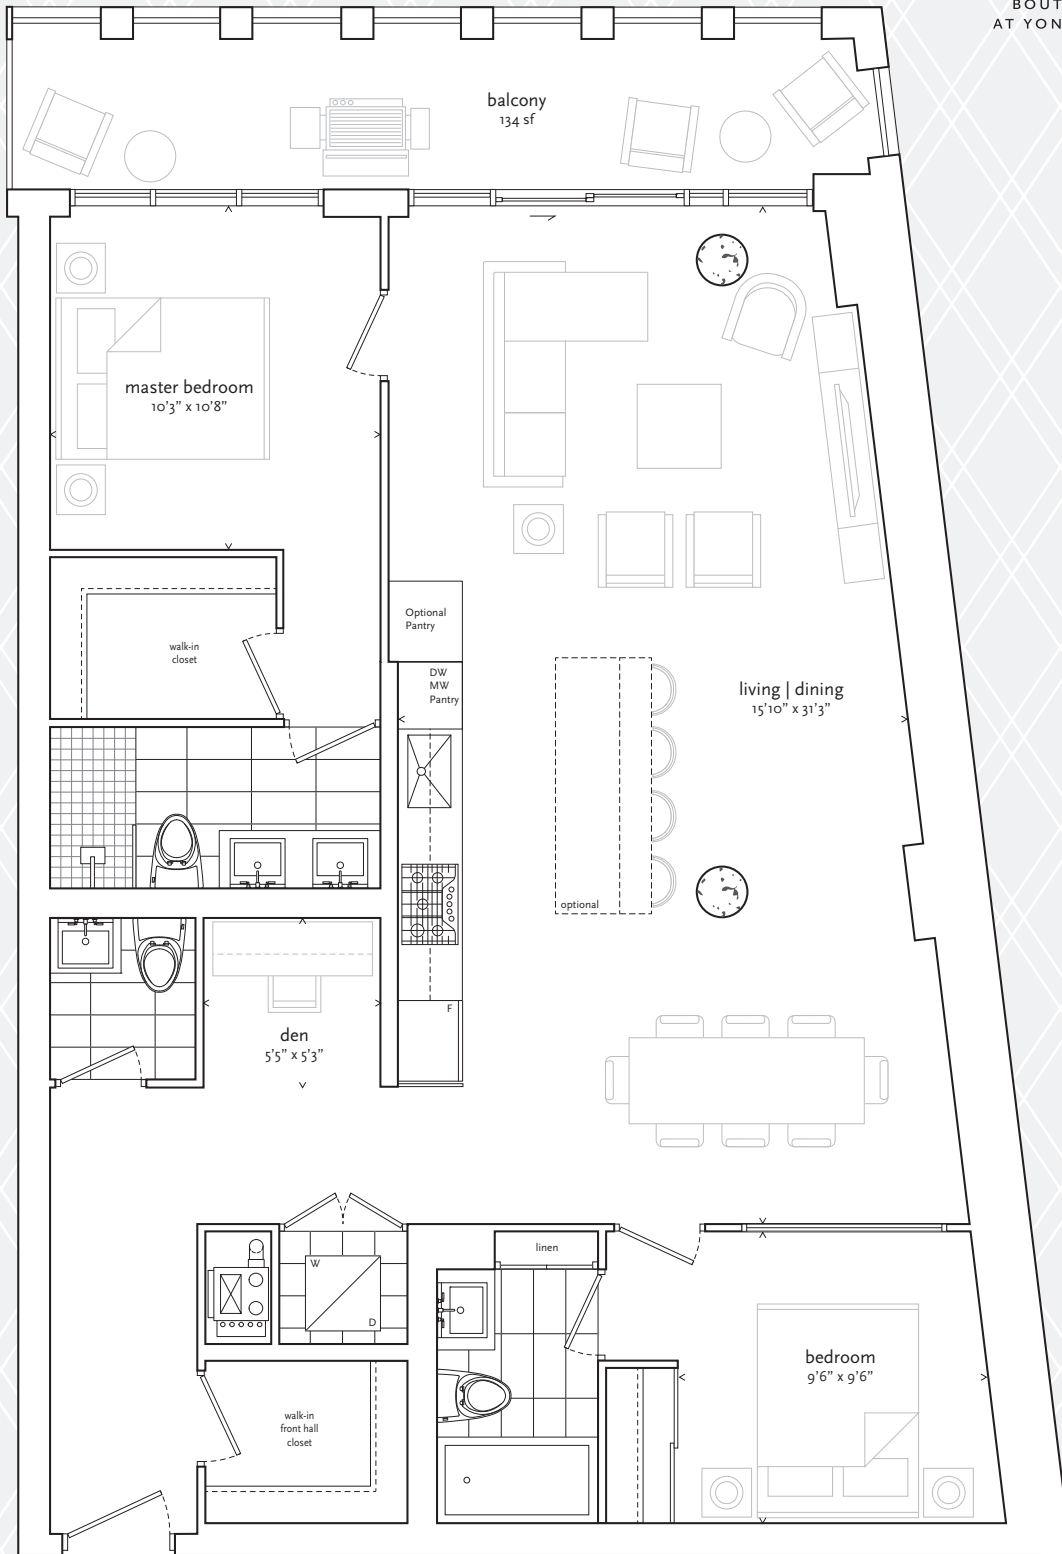 BOUT
AT YON
balcony
134 sf
master bedroom
10'3" x 10'8"
Optional
Pantry
walk-in
closet
DW
MW
Pantry
living | dining
15'10" x 31'3"
optional
F
den
5'5" x 5'3"
linen
W
D
bedroom
9'6" x 9'6"
walk-in
front hall
closet